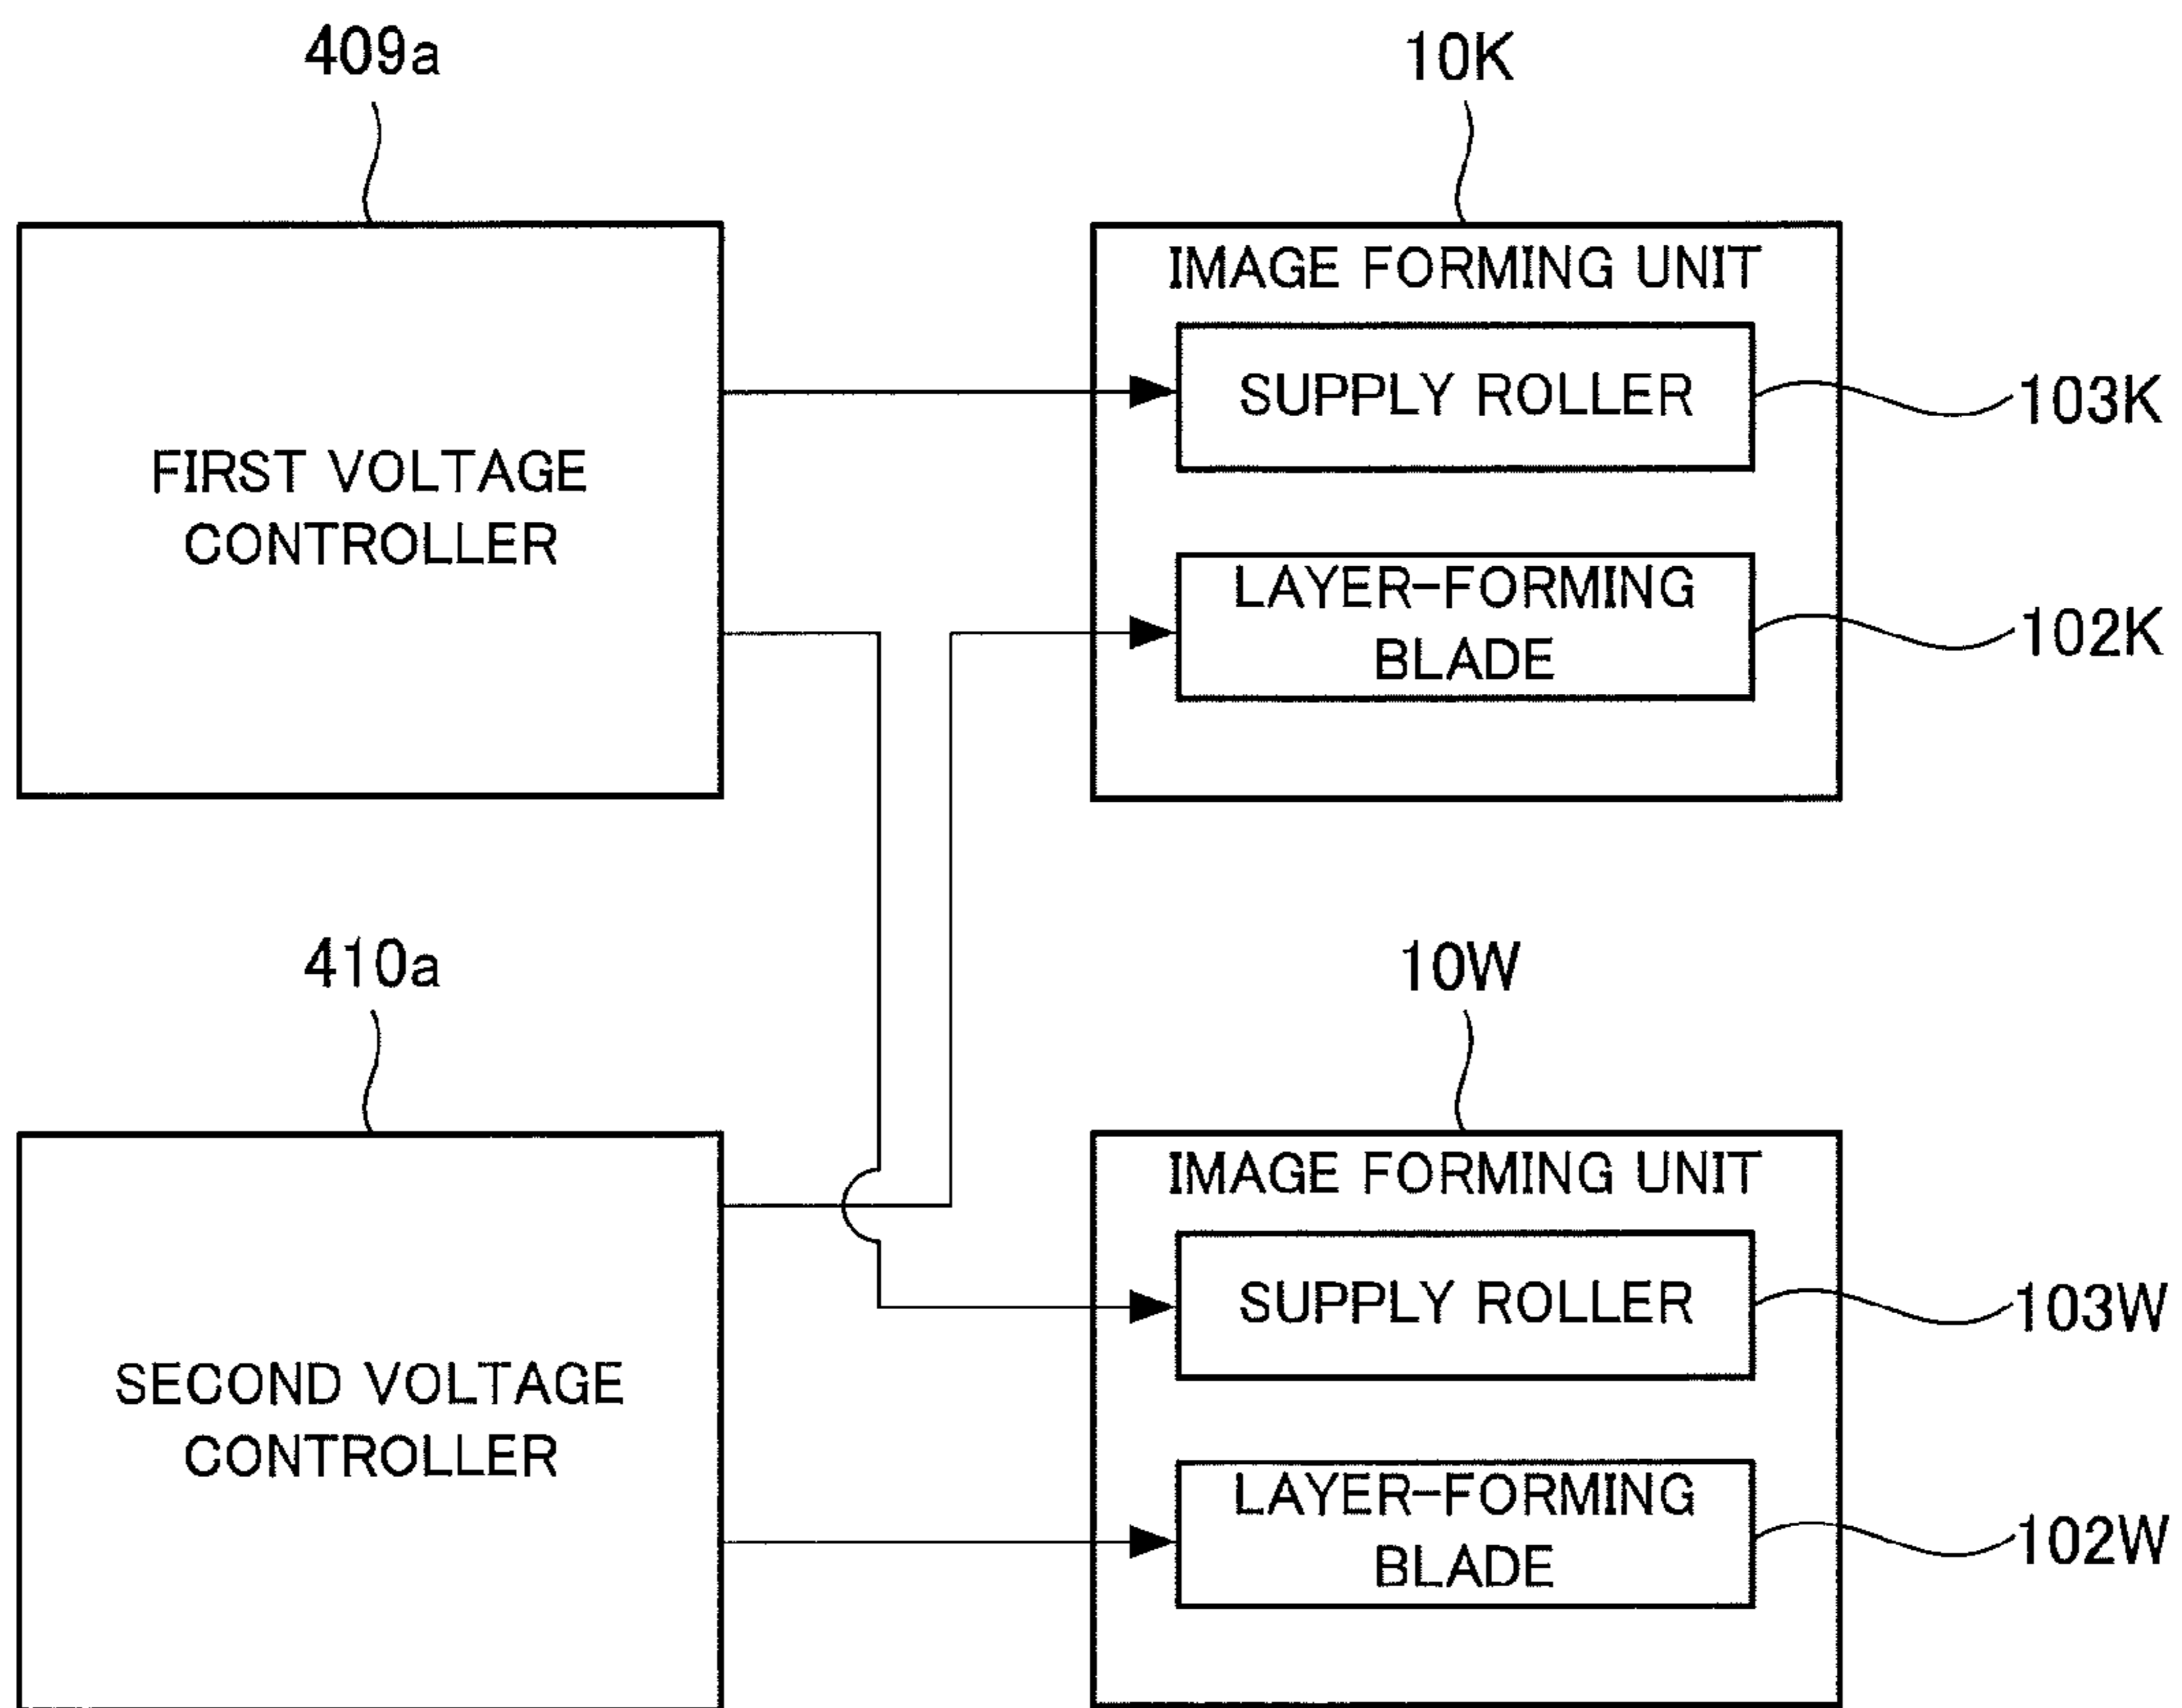 409a
10K
FIRST VOLTAGE
CONTROLLER
IMAGE FORMING UNIT
SUPPLY ROLLER
103K
LAYER-FORMING
BLADE
102K
410a
10W
SECOND VOLTAGE
CONTROLLER
IMAGE FORMING UNIT
SUPPLY ROLLER
103W
LAYER-FORMING
BLADE
102W